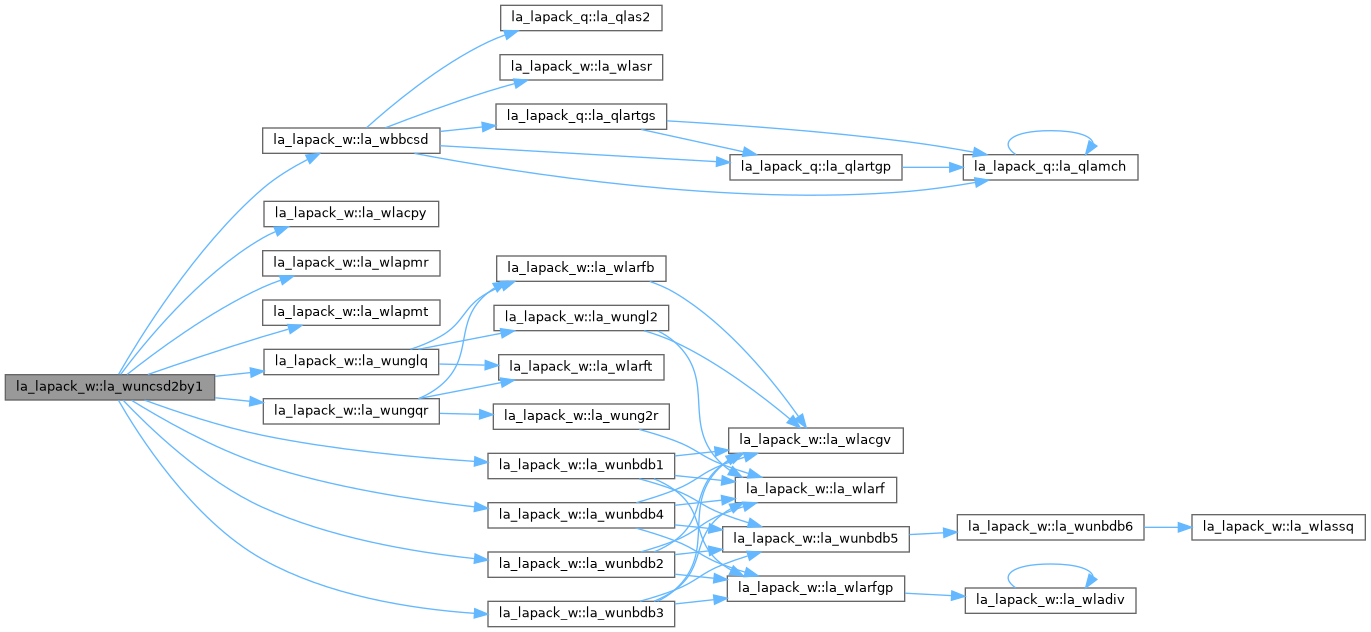 la_lapack_q::la_qlas2
la_lapack_w::la_wlasr
la_lapack_q::la_qlartgs
la_lapack_w::la_wbbcsd
la_lapack_q::la_qlartgp
la_lapack_q::la_qlamch
la_lapack_w::la_wlacpy
la_lapack_w::la_wlapmr
la_lapack_w::la_wlarfb
la_lapack_w::la_wlapmt
la_lapack_w::la_wungl2
la_lapack_w::la_wunglq
la_lapack_w::la_wlarft
la_lapack_w::la_wuncsd2by1
la_lapack_w::la_wungqr
la_lapack_w::la_wung2r
la_lapack_w::la_wlacgv
la_lapack_w::la_wunbdb1
la_lapack_w::la_wlarf
la_lapack_w::la_wunbdb4
la_lapack_w::la_wunbdb6
la_lapack_w::la_wlassq
la_lapack_w::la_wunbdb5
la_lapack_w::la_wunbdb2
la_lapack_w::la_wlarfgp
la_lapack_w::la_wladiv
la_lapack_w::la_wunbdb3